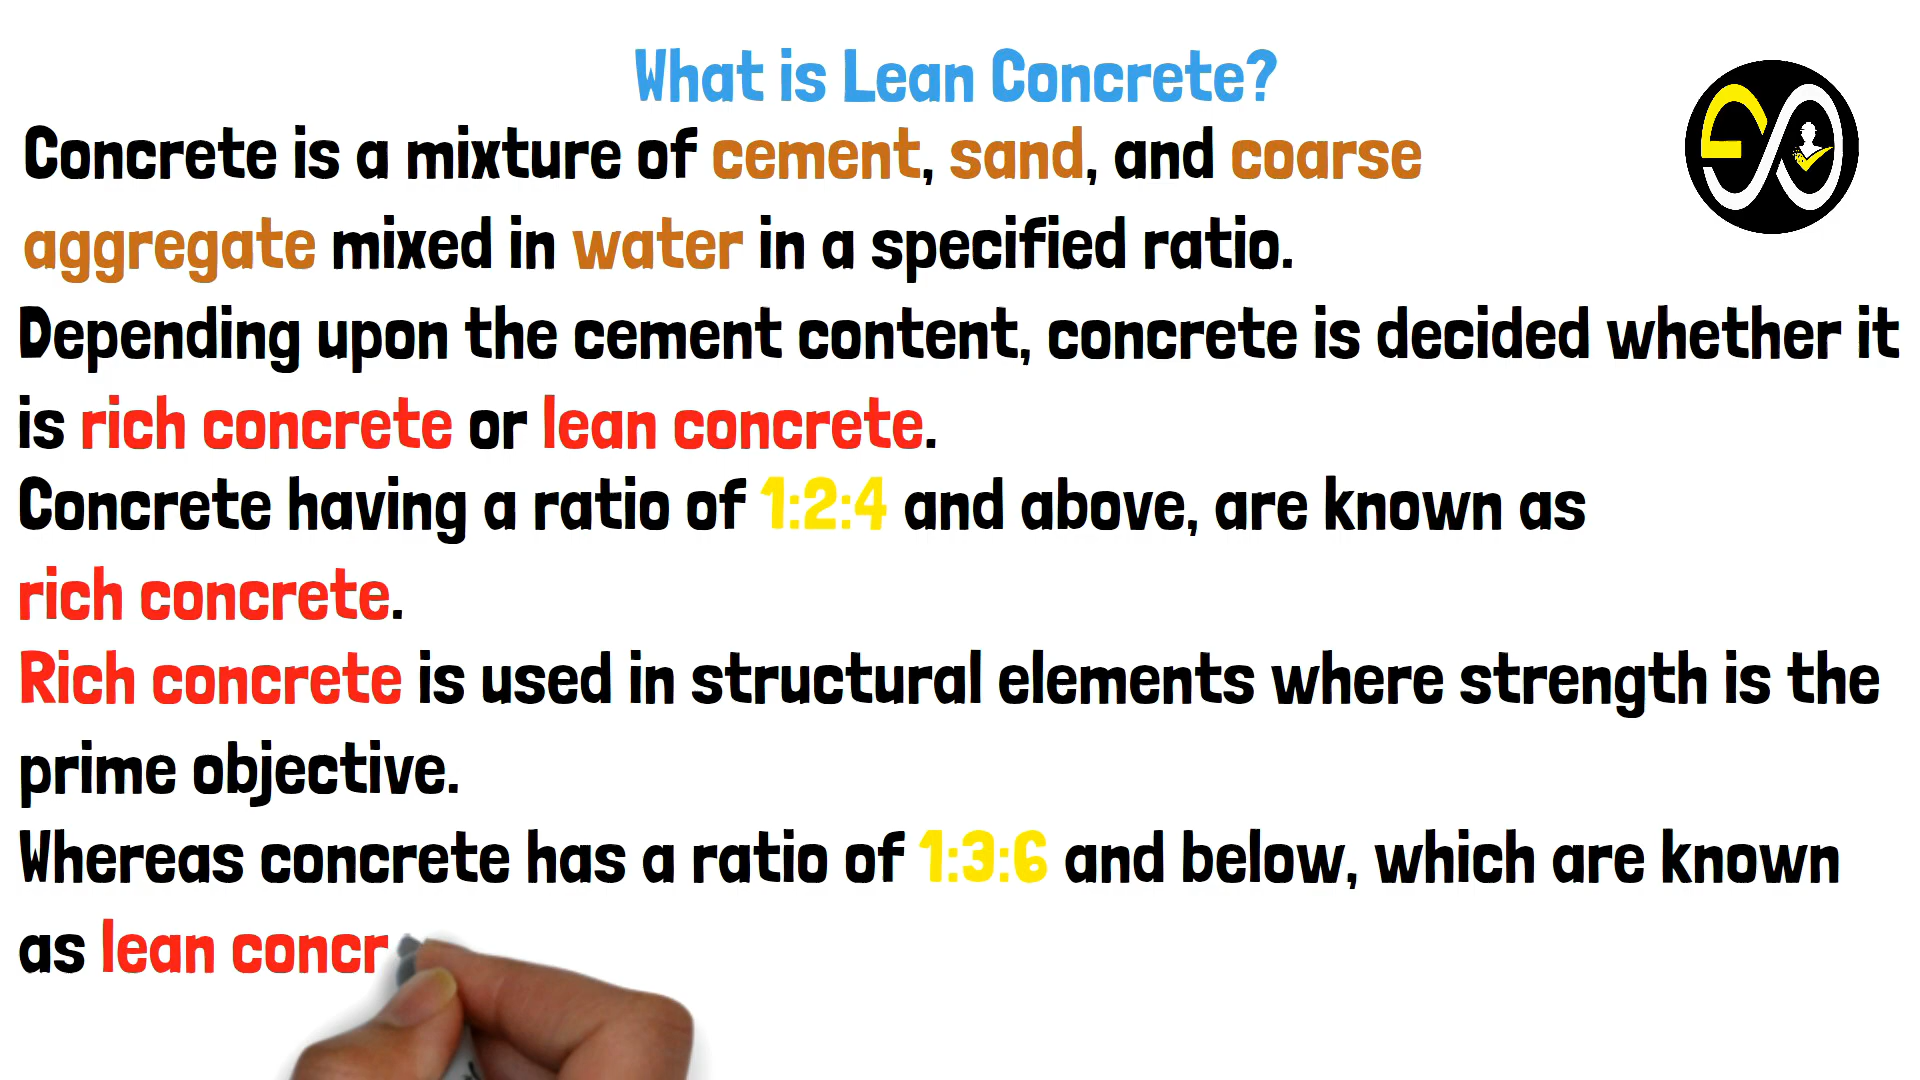 What is Lean Concrete?
Concrete is a mixture of cement, sand, and coarse
aggregate mixed in water in a specified ratio.
Depending upon the cement content, concrete is decided whether it
is rich concrete or lean concrete.
Concrete having a ratio of 1:2:4 and above, are known as
rich concrete.
Rich concrete is used in structural elements where strength is the
prime objective.
Whereas concrete has a ratio of 1:3:6 and below, which are known
as lean concr